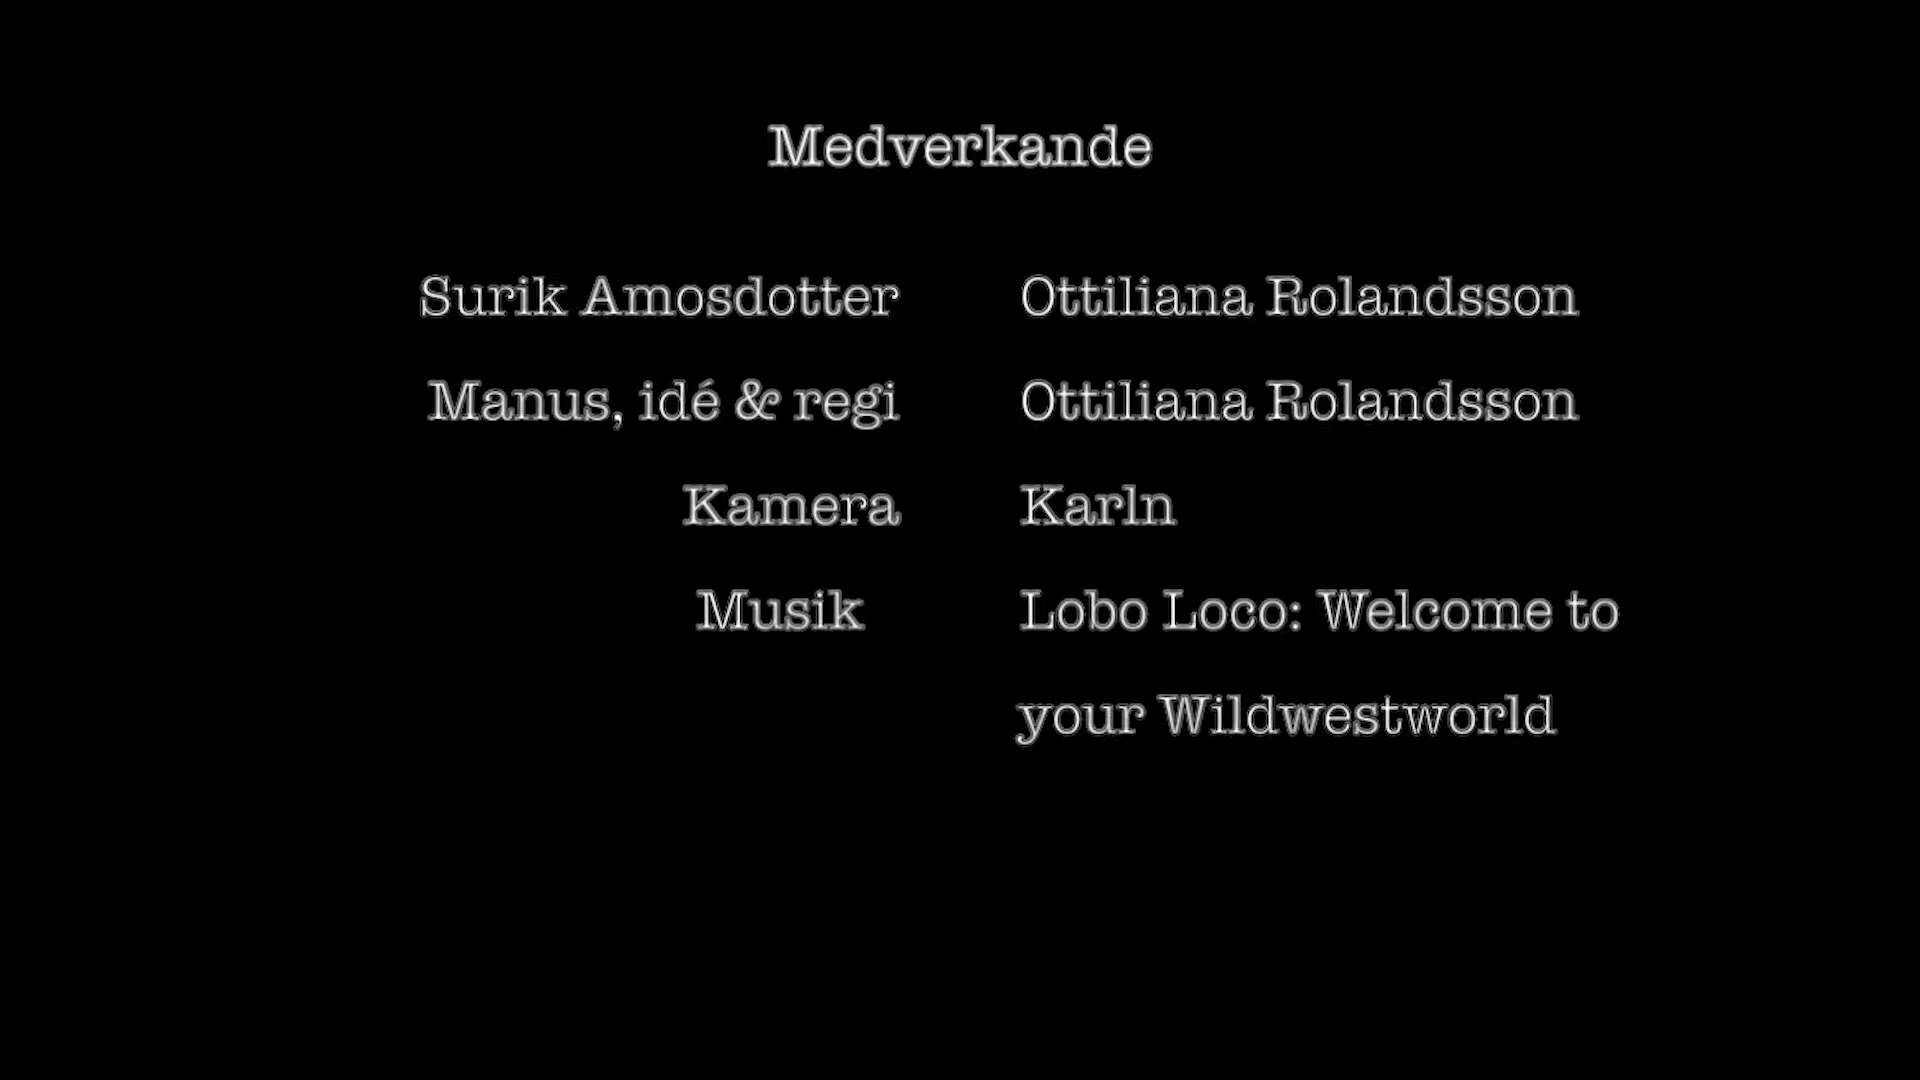 Medverkande
Surik Amosdotter Ottiliana Rolandsson
Manus, idé & regi Ottiliana Rolandsson
Kamera Karln
Musik Lobo Loco: Welcome to
your Wildwestworld